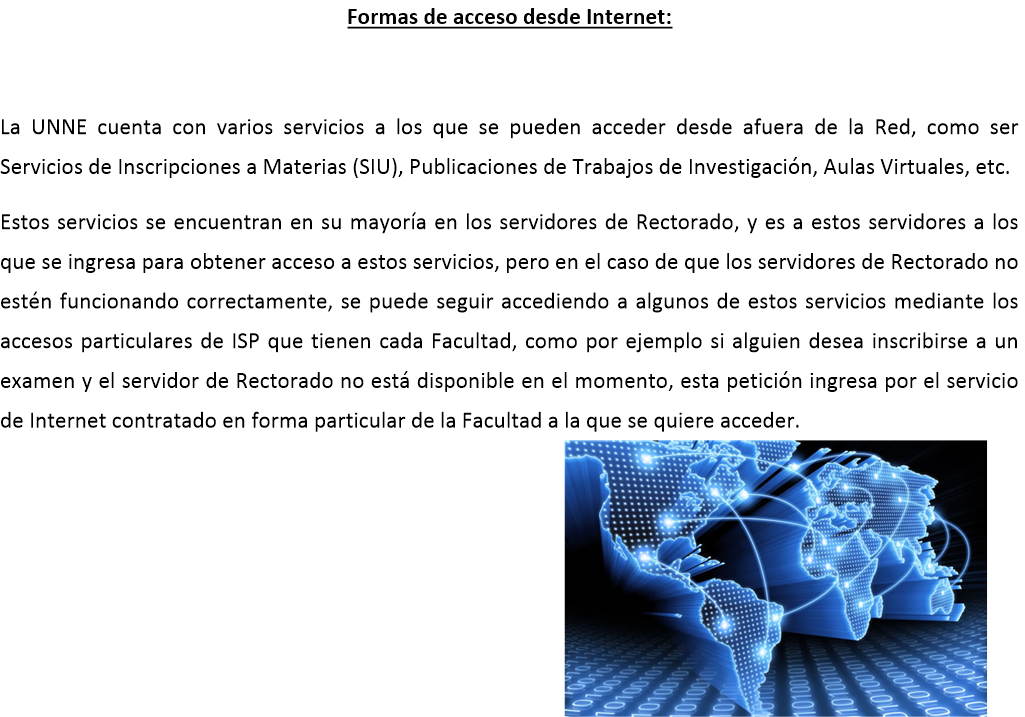 Formas de acceso desde Internet:
La UNNE cuenta con varios servicios a los que se pueden acceder desde afuera de la Red, como ser
Servicios de Inscripciones a Materias (SIU), Publicaciones de Trabajos de Investigación, Aulas Virtuales, etc.
Estos servicios se encuentran en su mayoría en los servidores de Rectorado, y es a estos servidores a los
que se ingresa para obtener acceso a estos servicios, pero en el caso de que los servidores de Rectorado no
estén funcionando correctamente, se puede seguir accediendo a algunos de estos servicios mediante los
accesos particulares de ISP que tienen cada Facultad, como por ejemplo si alguien desea inscribirse a un
examen y el servidor de Rectorado no está disponible en el momento, esta petición ingresa por el servicio
de Internet contratado en forma particular de la Facultad a la que se quiere acceder.